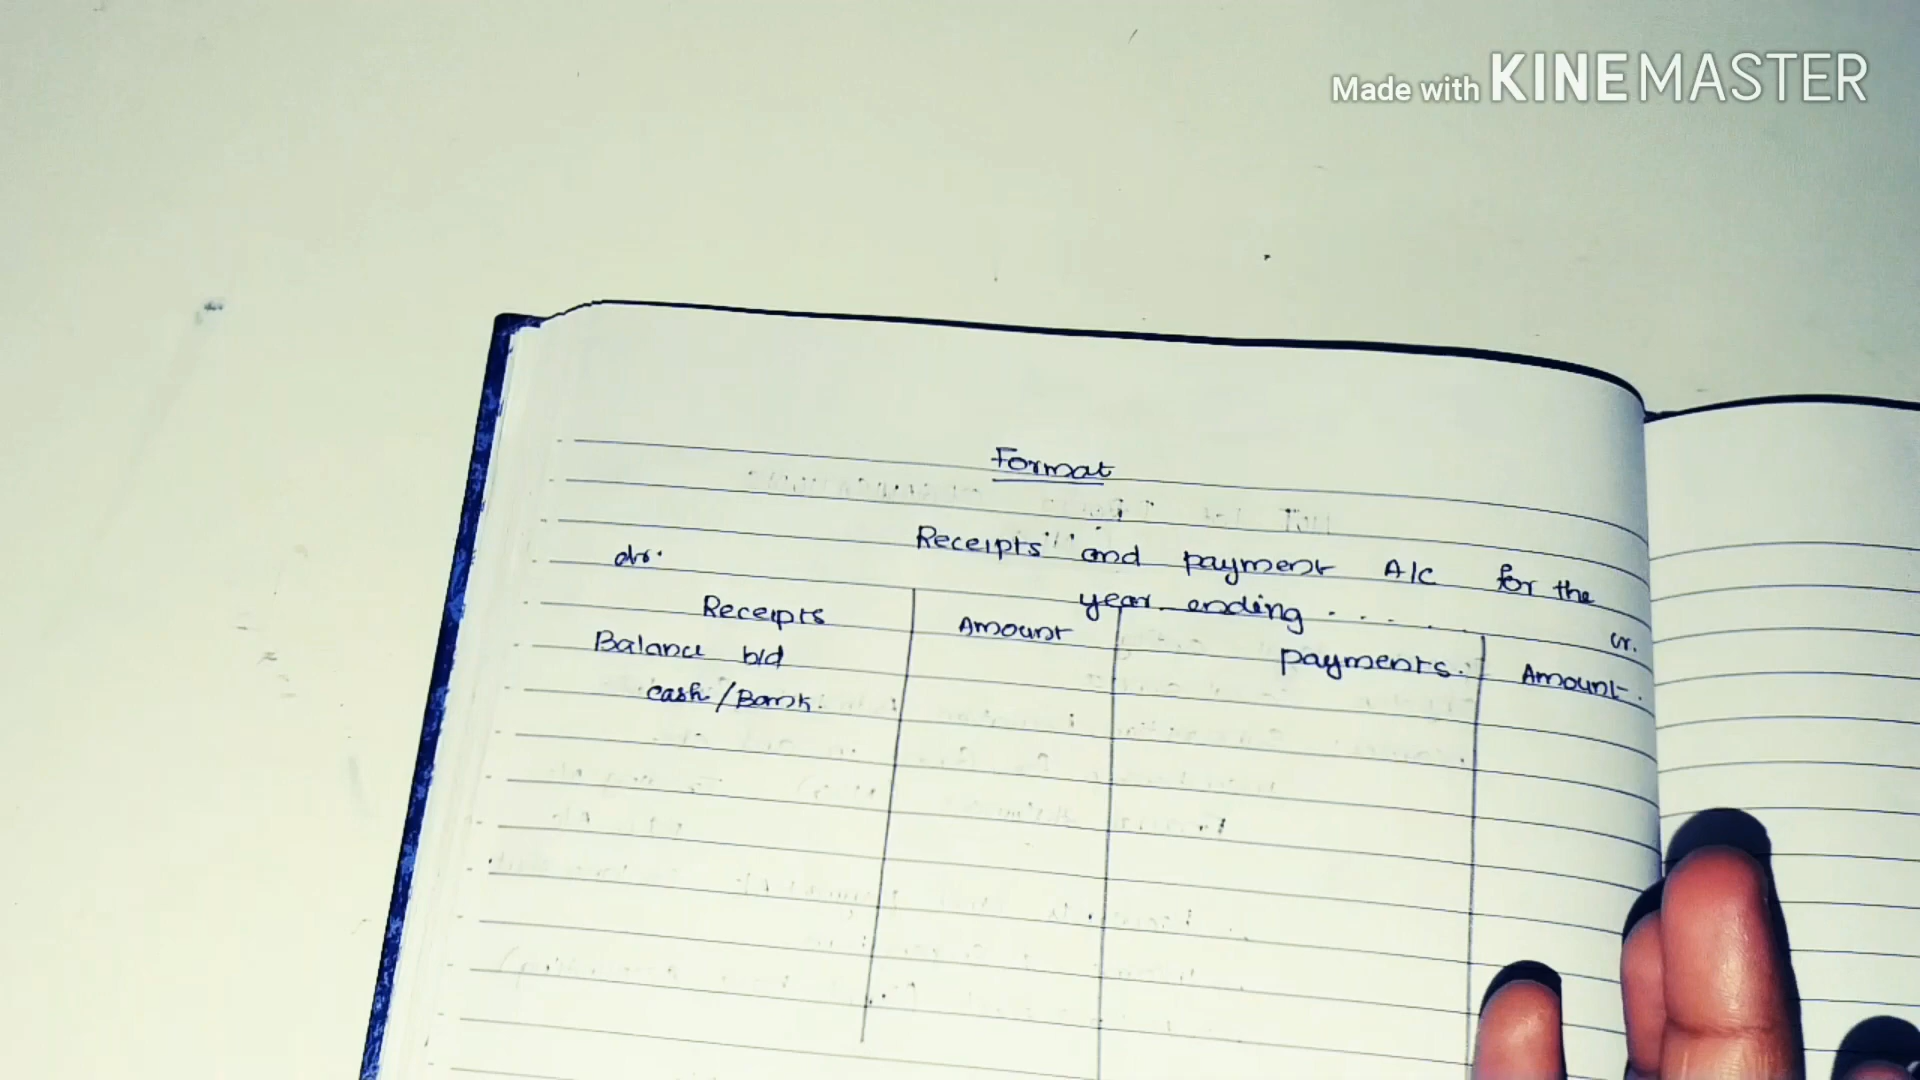 Made with KINEMASTER
Format
Receipts and payment A/C for the
year ending . . . . .
dr. cr.
Receipts Amount payments. Amount.
Balance b/d
cash/Bank.